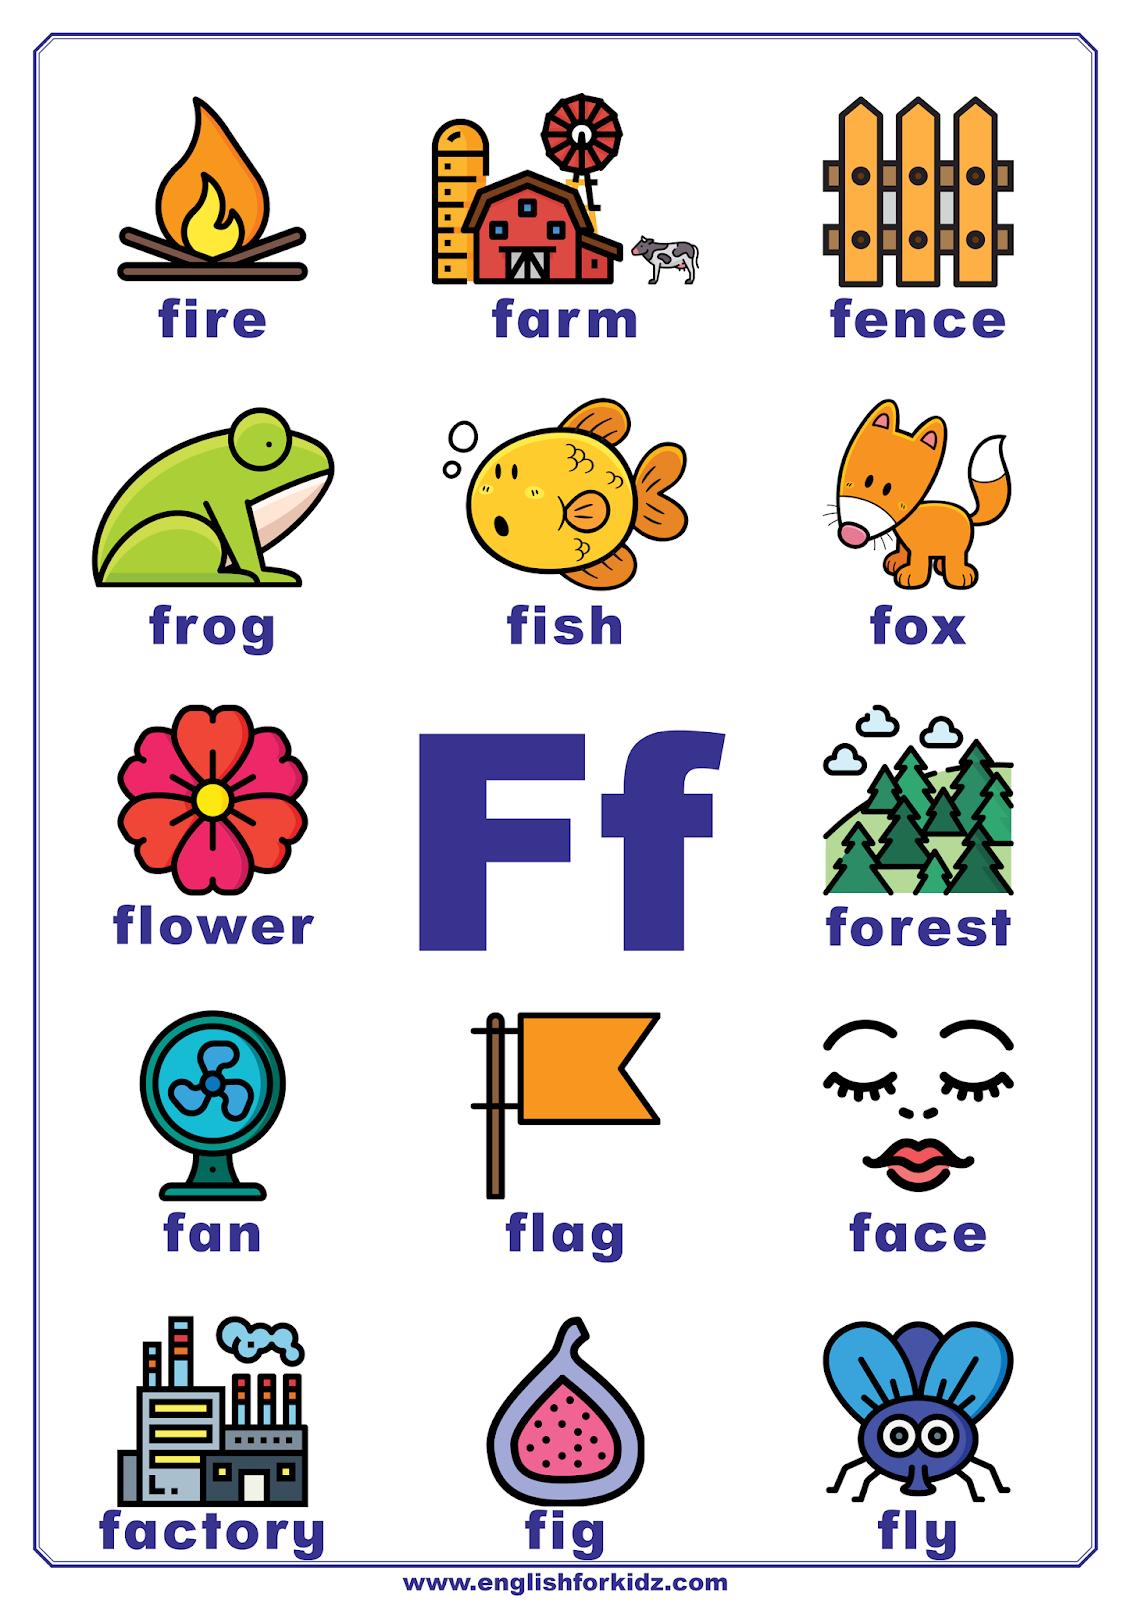 fire farm fence
frog fish fox
Ff
flower forest
fan flag face
factory fig fly
www.englishforkidz.com